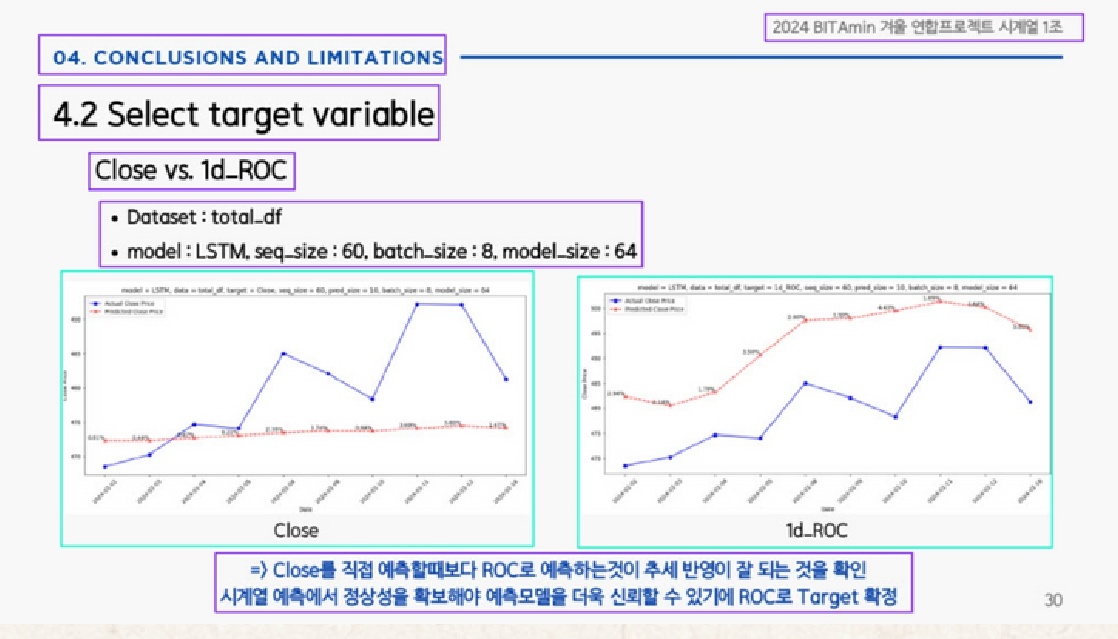 2024 BITAmin 겨울 연합프로젝트 시계열 1조
04. CONCLUSIONS AND LIMITATIONS
4.2 Select target variable
Close vs. 1d_ROC
• Dataset : total_df
• model : LSTM, seq_size : 60, batch_size : 8, model_size : 64
model = LSTM, data = total_df, target = Close, seq_size = 60, pred_size = 10, batch_size = 8, model_size = 64
Actual Close Price
Predicted Close Price
Close Price
Date
Close
model = LSTM, data = total_df, target = 1d_ROC, seq_size = 60, pred_size = 10, batch_size = 8, model_size = 64
Actual Close Price
Predicted Close Price
Close Price
Date
1d_ROC
=> Close를 직접 예측할때보다 ROC로 예측하는것이 추세 반영이 잘 되는 것을 확인
시계열 예측에서 정상성을 확보해야 예측모델을 더욱 신뢰할 수 있기에 ROC로 Target 확정
30